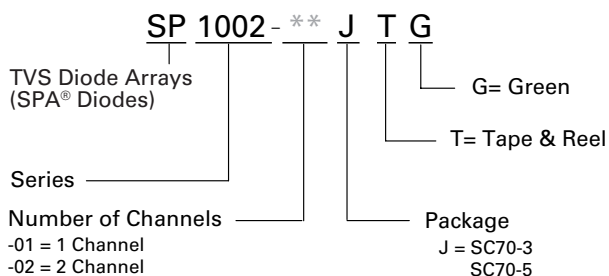 SP 1002 - ** J T G
TVS Diode Arrays
(SPA® Diodes)
G= Green
T= Tape & Reel
Series
Number of Channels
-01 = 1 Channel
-02 = 2 Channel
Package
J = SC70-3
SC70-5